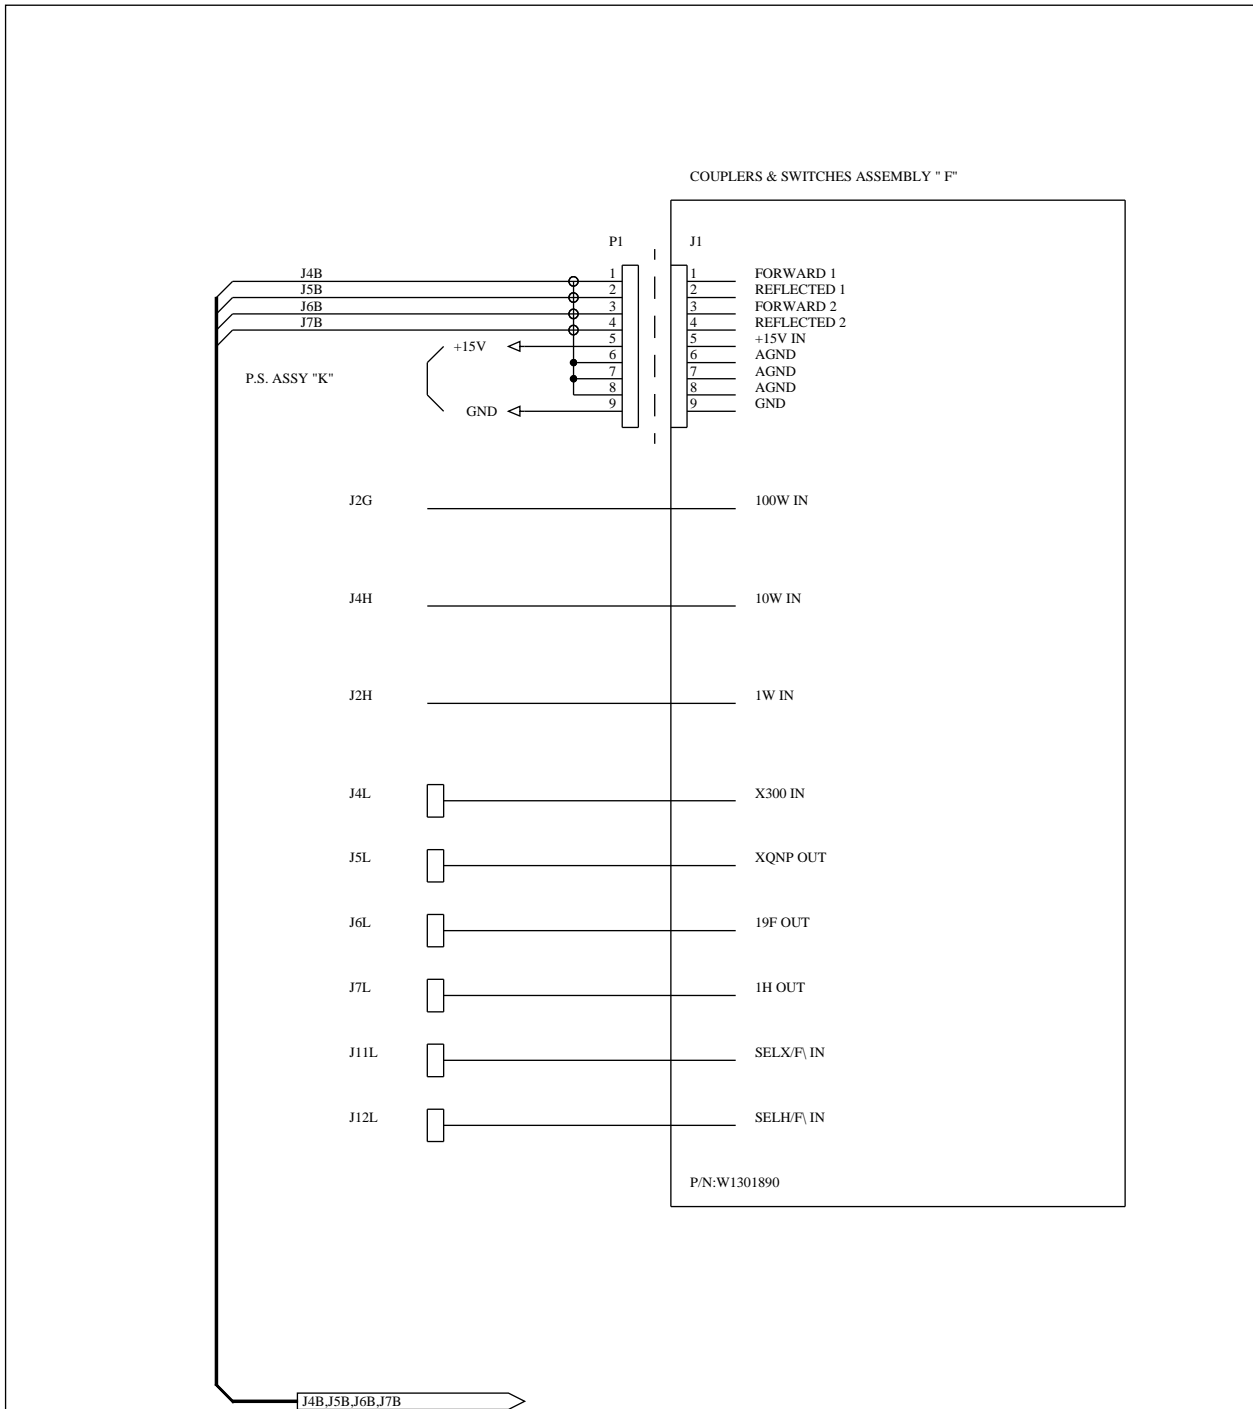 COUPLERS & SWITCHES ASSEMBLY " F"
P1 J1
J4B 1 1 FORWARD 1
J5B 2 2 REFLECTED 1
J6B 3 3 FORWARD 2
J7B 4 4 REFLECTED 2
+15V 5 5 +15V IN
6 6 AGND
P.S. ASSY "K" 7 7 AGND
8 8 AGND
GND 9 9 GND
J2G 100W IN
J4H 10W IN
J2H 1W IN
J4L X300 IN
J5L XQNP OUT
J6L 19F OUT
J7L 1H OUT
J11L SELX/F\ IN
J12L SELH/F\ IN
P/N:W1301890
J4B,J5B,J6B,J7B